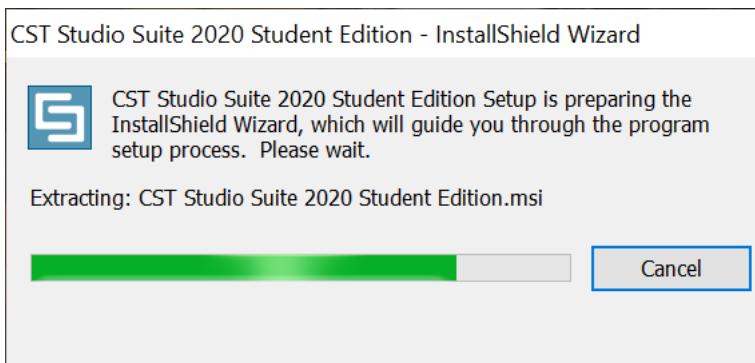 CST Studio Suite 2020 Student Edition - InstallShield Wizard
CST Studio Suite 2020 Student Edition Setup is preparing the
InstallShield Wizard, which will guide you through the program
setup process.  Please wait.
Extracting: CST Studio Suite 2020 Student Edition.msi
Cancel